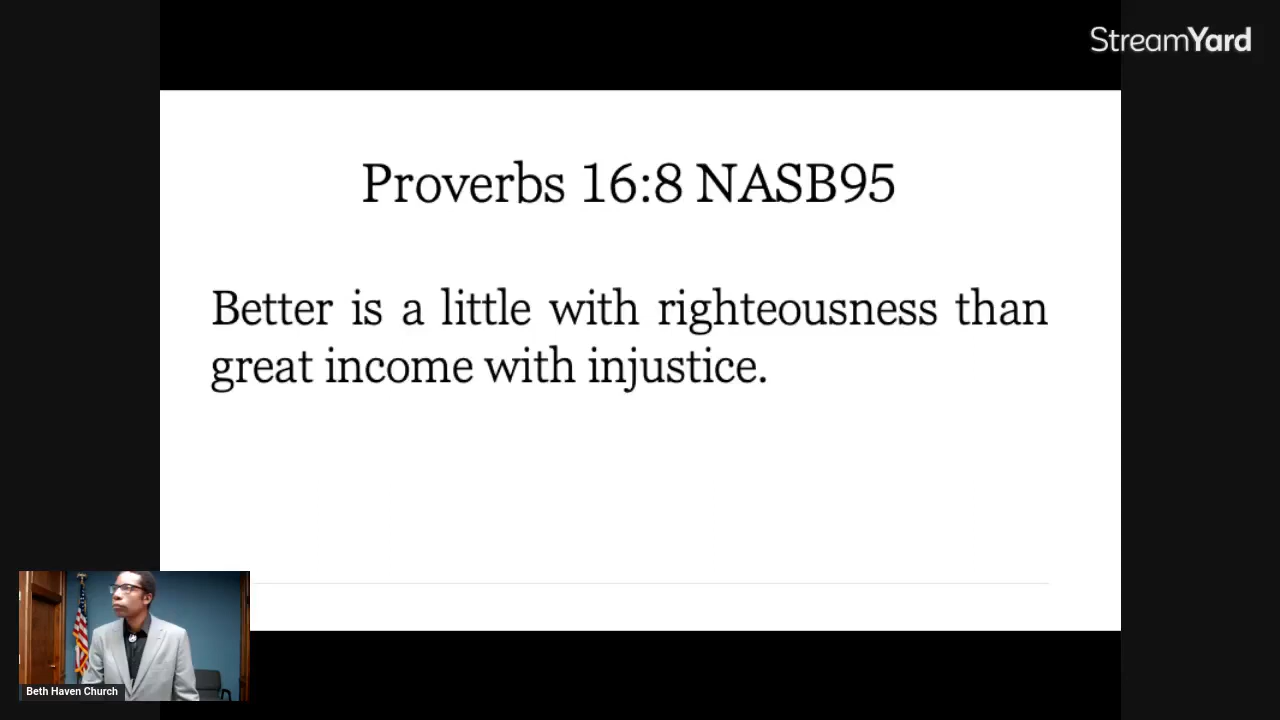 StreamYard
Proverbs 16:8 NASB95
Better is a little with righteousness than
great income with injustice.
Beth Haven Church